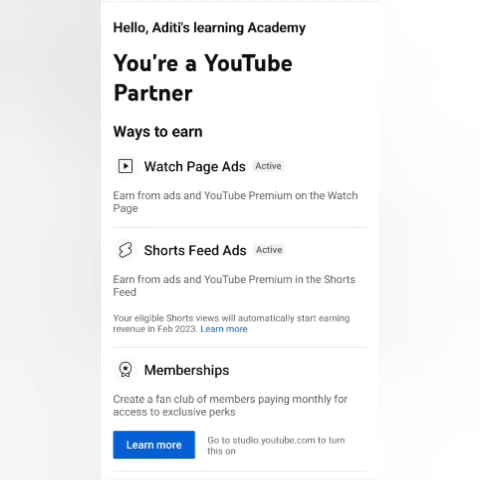 Hello, Aditi's learning Academy
You're a YouTube
Partner
Ways to earn
Watch Page Ads Active
Earn from ads and YouTube Premium on the Watch
Page
Shorts Feed Ads Active
Earn from ads and YouTube Premium in the Shorts
Feed
Your eligible Shorts views will automatically start earning
revenue in Feb 2023. Learn more
Memberships
Create a fan club of members paying monthly for
access to exclusive perks
Learn more
Go to studio.youtube.com to turn
this on